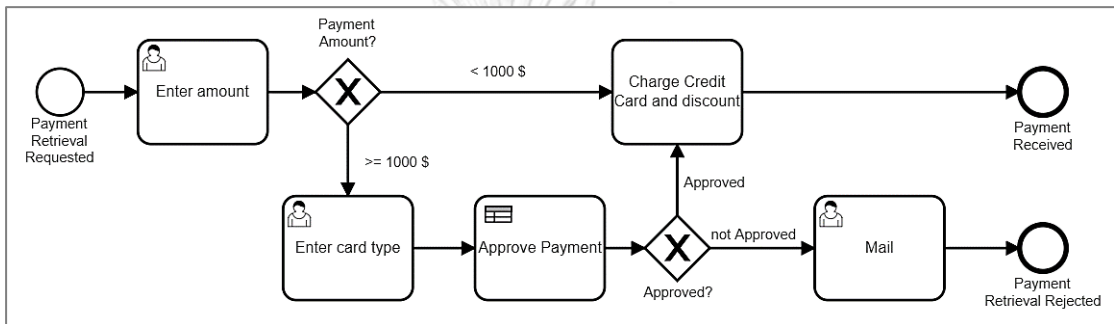 Payment
Amount?
Enter amount
< 1000 $
Charge Credit
Card and discount
Payment
Retrieval
Requested
Payment
Received
>= 1000 $
Enter card type
Approve Payment
Approved
not Approved
Approved?
Mail
Payment
Retrieval Rejected